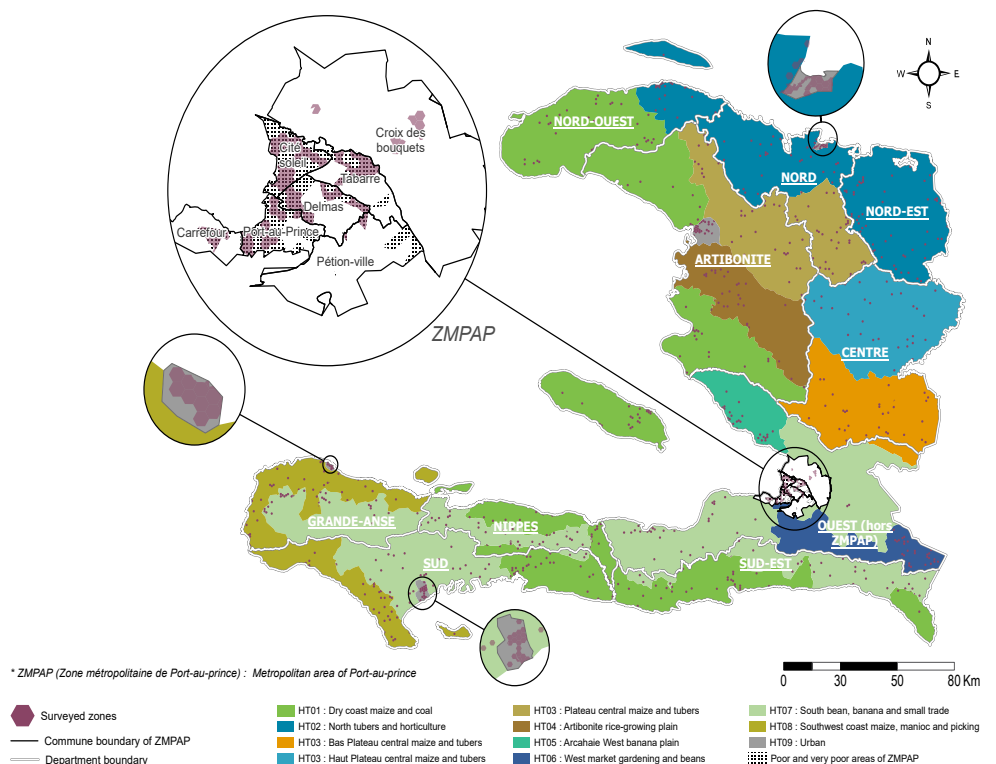 N
W
E
S
NORD-OUEST
NORD
NORD-EST
ARTIBONITE
CENTRE
Croix des
bouquets
Cité
soleil
Tabarre
Delmas
Carrefour
Port-au-Prince
Pétion-ville
ZMPAP
GRANDE-ANSE
NIPPES
OUEST (hors
ZMPAP)
SUD
SUD-EST
* ZMPAP (Zone métropolitaine de Port-au-prince) : Metropolitan area of Port-au-prince
0 10 20 40 60 80 Km
Surveyed zones
Commune boundary of ZMPAP
Department boundary
HT01 : Dry coast maize and coal
HT02 : North tubers and horticulture
HT03 : Bas Plateau central maize and tubers
HT03 : Haut Plateau central maize and tubers
HT03 : Plateau central maize and tubers
HT04 : Artibonite rice-growing plain
HT05 : Arcahaie West banana plain
HT06 : West market gardening and beans
HT07 : South bean, banana and small trade
HT08 : Southwest coast maize, manioc and picking
HT09 : Urban
Poor and very poor areas of ZMPAP